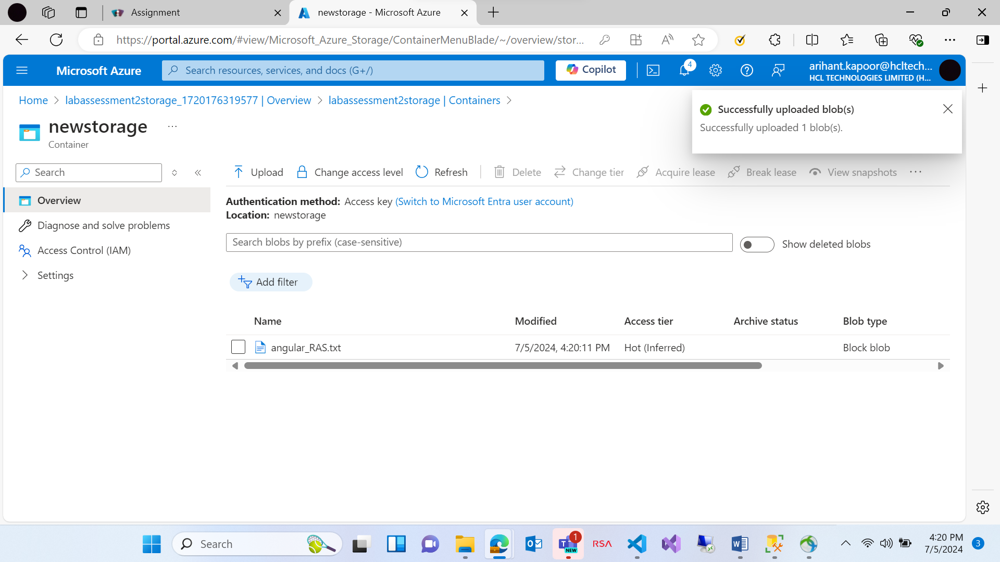 Assignment
newstorage - Microsoft Azure
https://portal.azure.com/#view/Microsoft_Azure_Storage/ContainerMenuBlade/~/overview/stor...
Microsoft Azure
Search resources, services, and docs (G+/)
Copilot
4
arihant.kapoor@hcltech...
HCL TECHNOLOGIES LIMITED (H...
Home
labassessment2storage_1720176319577 | Overview
labassessment2storage | Containers
Successfully uploaded blob(s)
Successfully uploaded 1 blob(s).
newstorage
...
Container
Search
Upload
Change access level
Refresh
Delete
Change tier
Acquire lease
Break lease
View snapshots
...
Overview
Diagnose and solve problems
Access Control (IAM)
Settings
Authentication method: Access key (Switch to Microsoft Entra user account)
Location: newstorage
Search blobs by prefix (case-sensitive)
Show deleted blobs
Add filter
Name Modified Access tier Archive status Blob type
angular_RAS.txt 7/5/2024, 4:20:11 PM Hot (Inferred) Block blob
Search
1
NEW
RSA
4:20 PM
7/5/2024
3